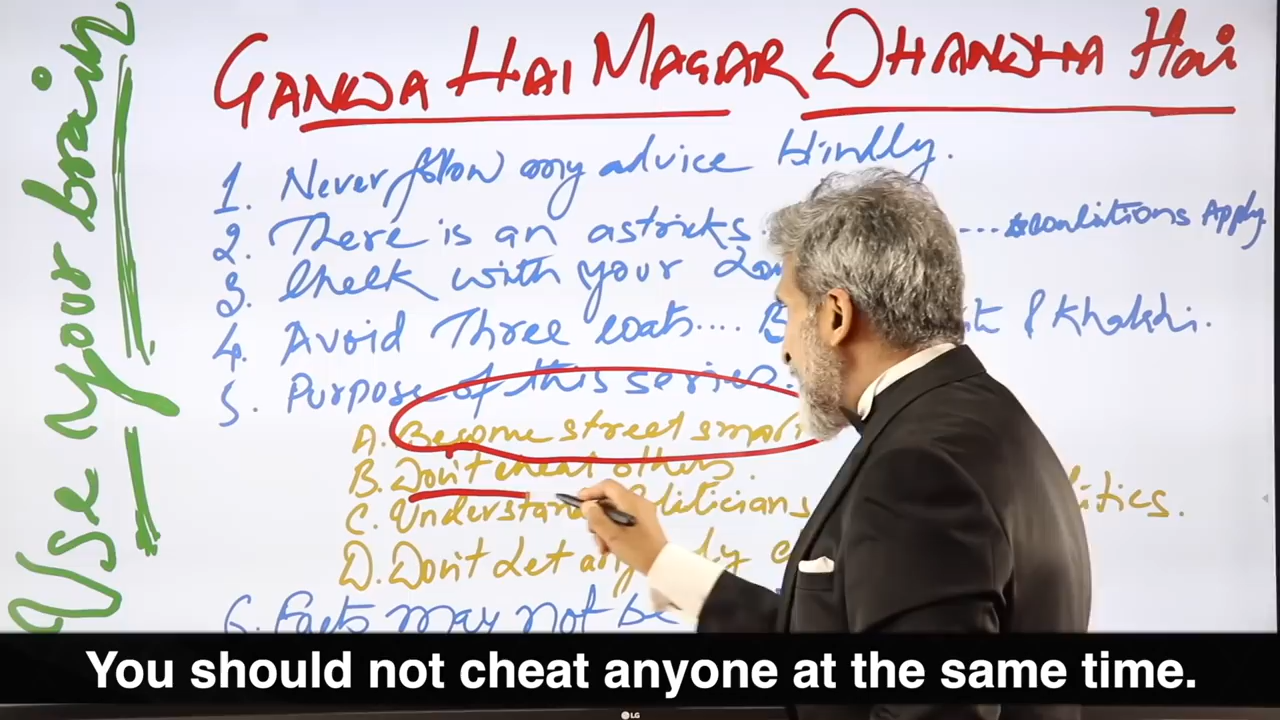 Use your brain
GANDA HAI MAGAR DHANDHA Hai
1. Never follow any advice blindly.
2. There is an astricks. .... *conditions Apply
3. Check with your
4. Avoid Three coats.... & Khakhi.
5. Purpose of this series.
A. Become street smart
B. Don't cheat others.
C. Understand Politicians
D. Don't Let
6. Facts may not be
You should not cheat anyone at the same time.
LG